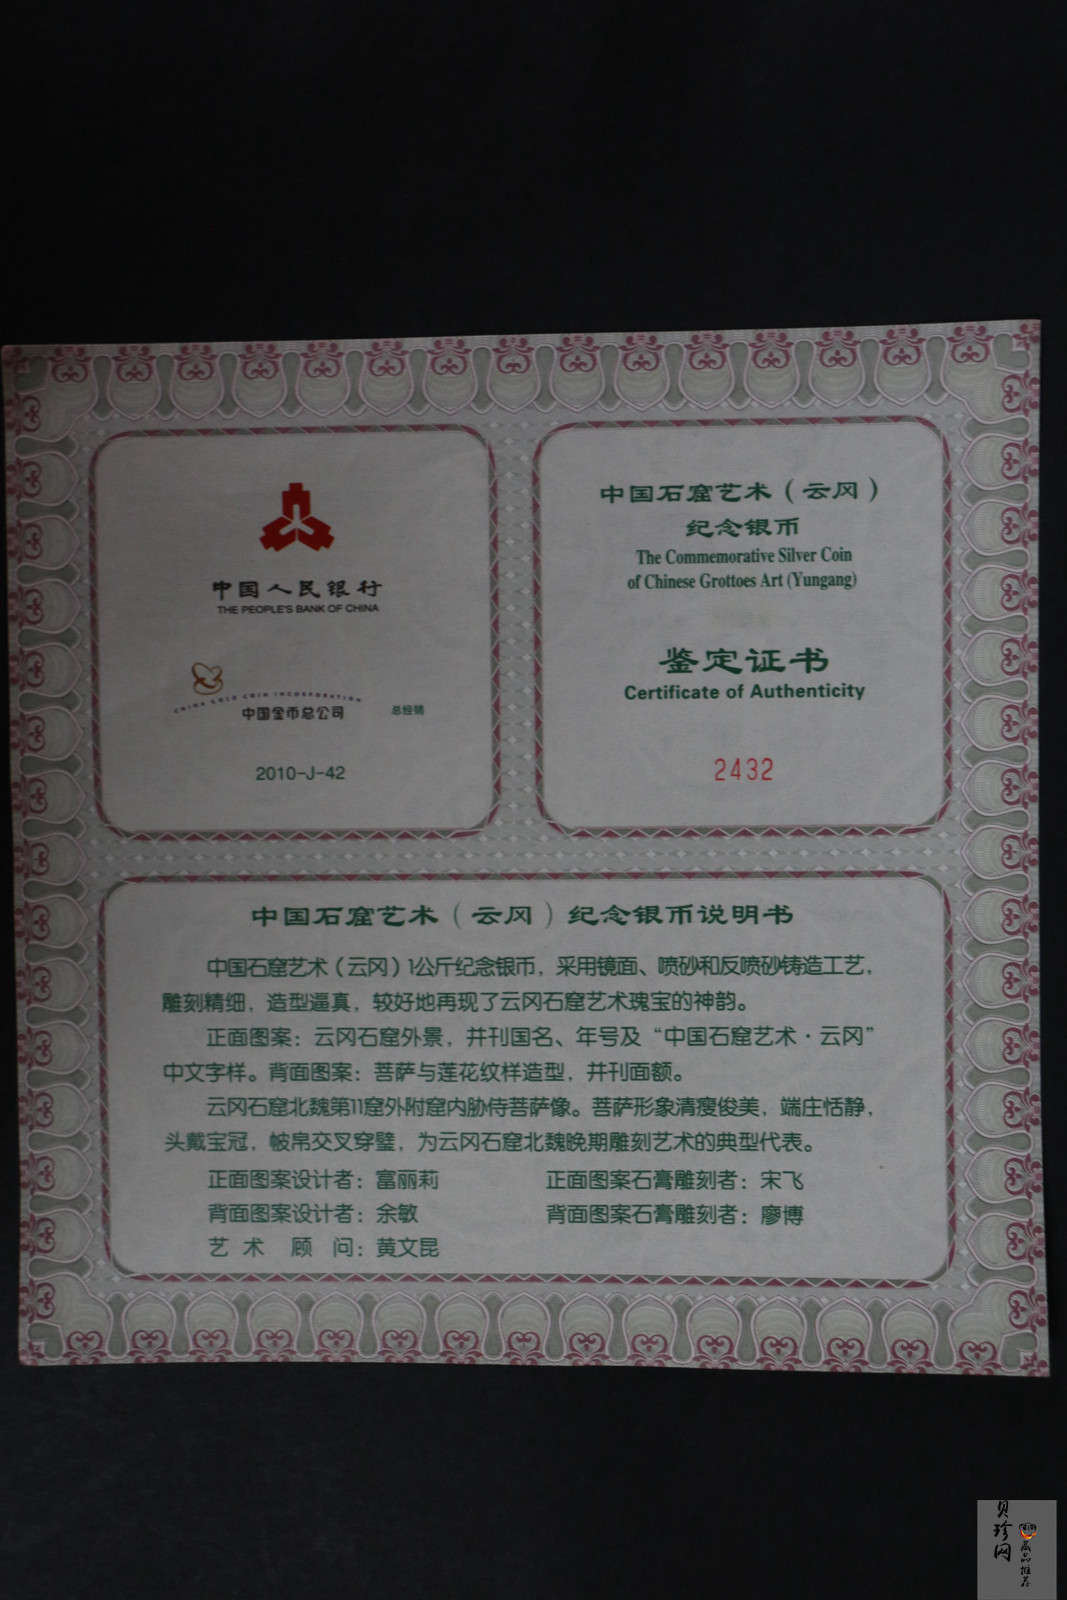 中国人民银行
THE PEOPLE'S BANK OF CHINA
CHINA GOLD COIN INCORPORATION
中国金币总公司
总经销
2010-J-42
中国石窟艺术（云冈）
纪念银币
The Commemorative Silver Coin
of Chinese Grottoes Art (Yungang)
鉴定证书
Certificate of Authenticity
2432
中国石窟艺术（云冈）纪念银币说明书
中国石窟艺术（云冈）1公斤纪念银币，采用镜面、喷砂和反喷砂铸造工艺，
雕刻精细，造型逼真，较好地再现了云冈石窟艺术瑰宝的神韵。
正面图案：云冈石窟外景，并刊国名、年号及“中国石窟艺术·云冈”
中文字样。背面图案：菩萨与莲花纹样造型，并刊面额。
云冈石窟北魏第11窟外附窟内胁侍菩萨像。菩萨形象清瘦俊美，端庄恬静，
头戴宝冠，帔帛交叉穿璧，为云冈石窟北魏晚期雕刻艺术的典型代表。
正面图案设计者：富丽莉 正面图案石膏雕刻者：宋飞
背面图案设计者：余敏 背面图案石膏雕刻者：廖博
艺术顾问：黄文昆
贝珍网
藏品推荐